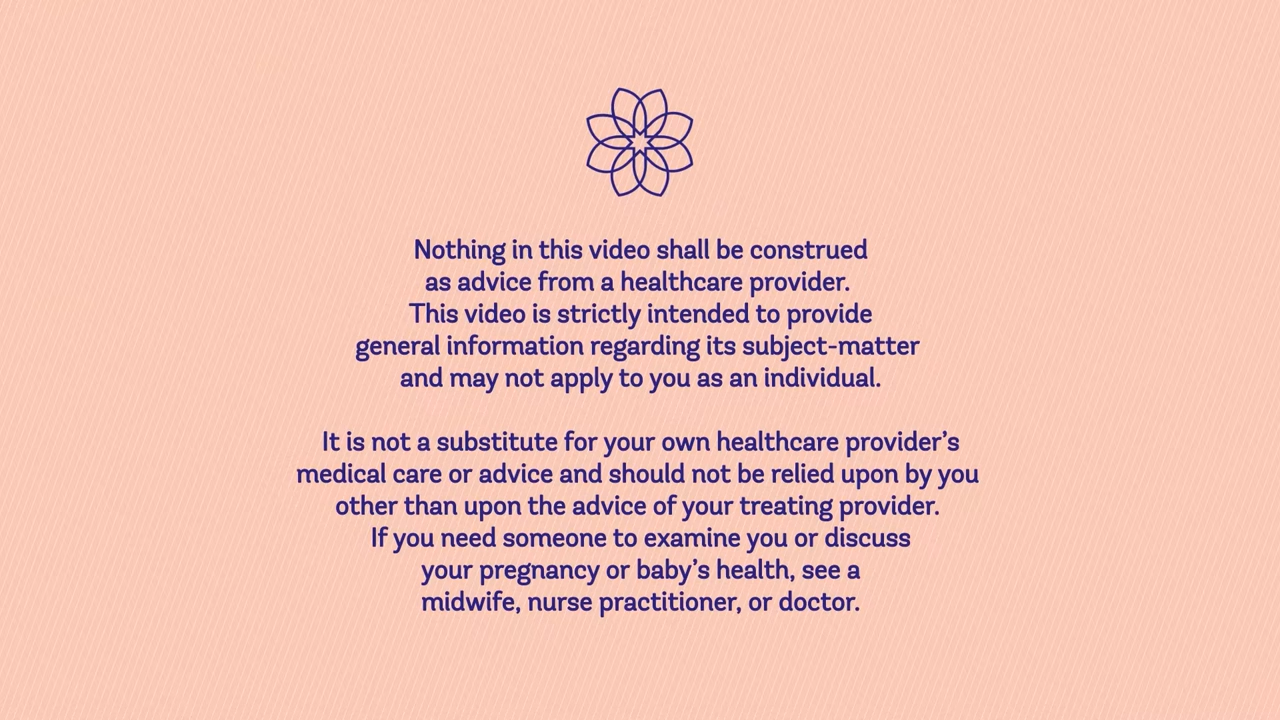 Nothing in this video shall be construed
as advice from a healthcare provider.
This video is strictly intended to provide
general information regarding its subject-matter
and may not apply to you as an individual.
It is not a substitute for your own healthcare provider’s
medical care or advice and should not be relied upon by you
other than upon the advice of your treating provider.
If you need someone to examine you or discuss
your pregnancy or baby’s health, see a
midwife, nurse practitioner, or doctor.